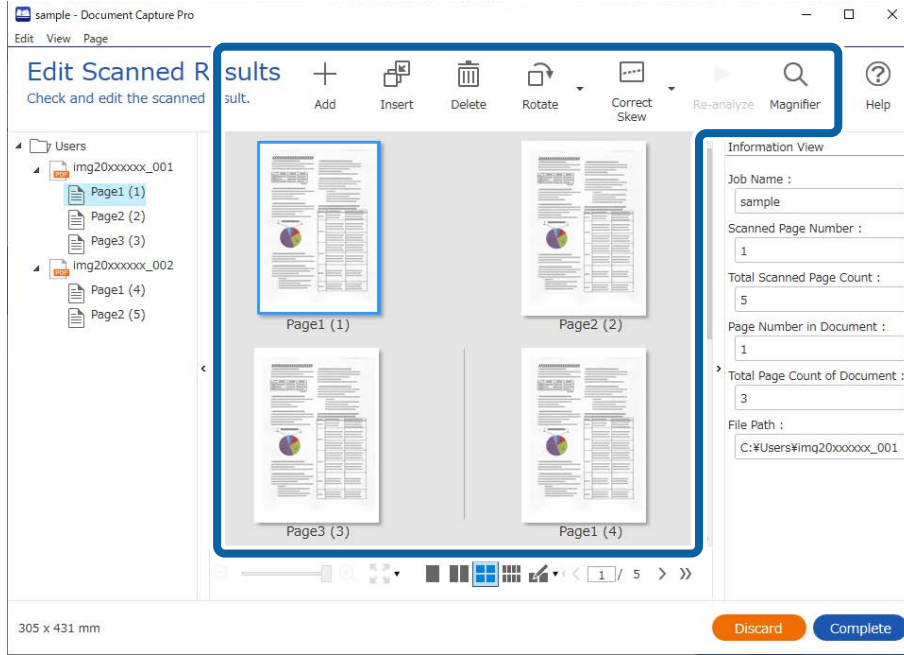 sample - Document Capture Pro
Edit View Page
Edit Scanned Results
Check and edit the scanned sult.
Add
Insert
Delete
Rotate
Correct Skew
Re-analyze
Magnifier
Help
Users
img20xxxxxx_001
PDF
Page1 (1)
Page2 (2)
Page3 (3)
img20xxxxxx_002
PDF
Page1 (4)
Page2 (5)
Page1 (1)
Page2 (2)
Page3 (3)
Page1 (4)
Information View
Job Name :
sample
Scanned Page Number :
1
Total Scanned Page Count :
5
Page Number in Document :
1
Total Page Count of Document :
3
File Path :
C:¥Users¥img20xxxxxx_001
1 / 5
305 x 431 mm
Discard
Complete